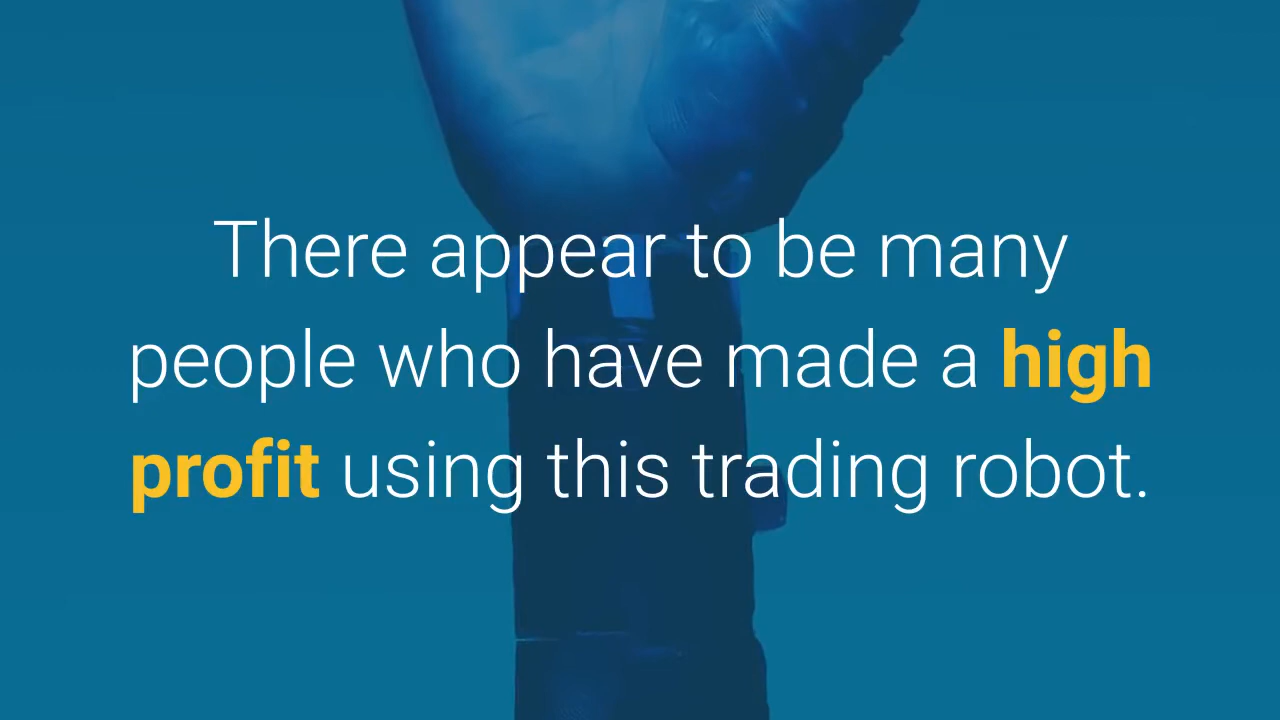 There appear to be many
people who have made a high
profit using this trading robot.